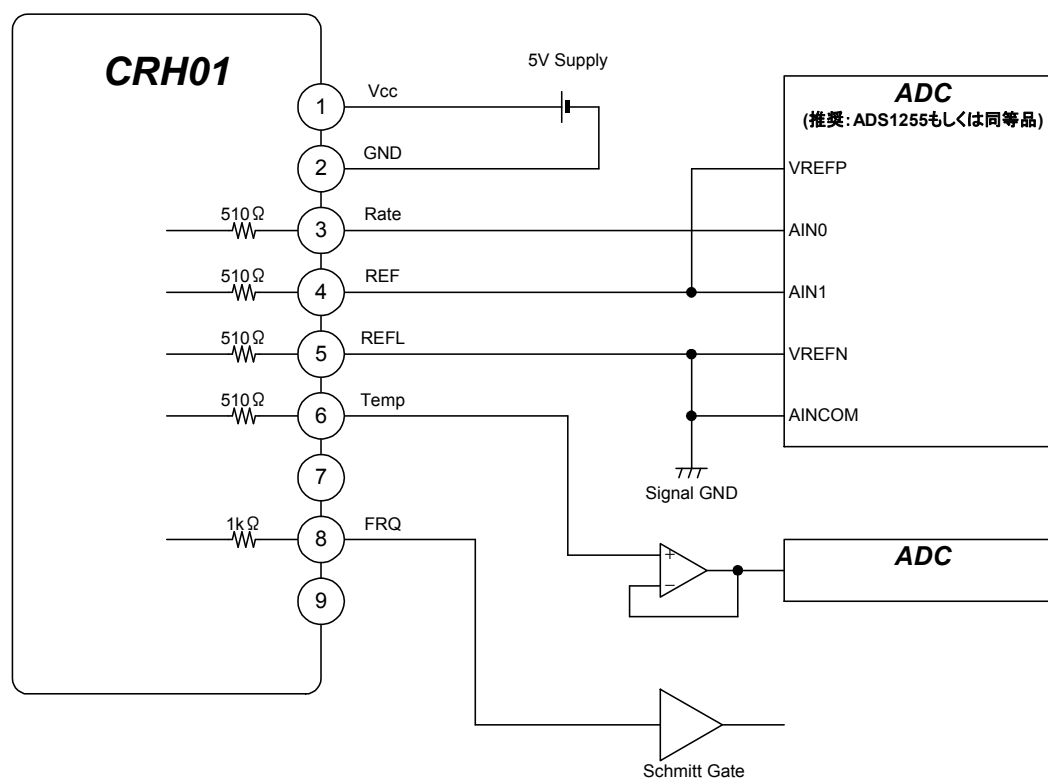 CRH01
5V Supply
ADC
(推奨：ADS1255もしくは同等品)
1
Vcc
2
GND
VREFP
510Ω
3
Rate
AIN0
510Ω
4
REF
AIN1
510Ω
5
REFL
VREFN
510Ω
6
Temp
AINCOM
7
Signal GND
1kΩ
8
FRQ
+
−
ADC
9
Schmitt Gate